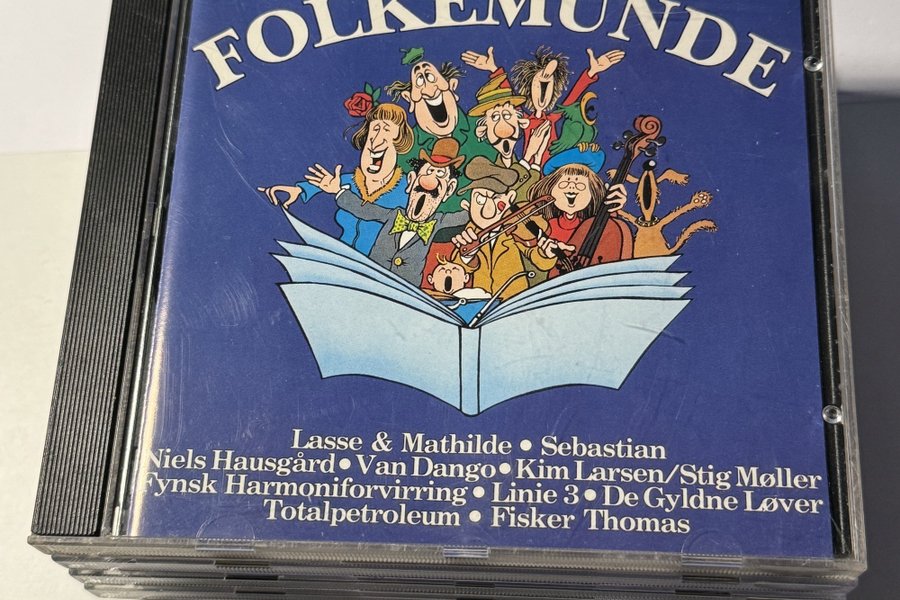 FOLKEMUNDE
Lasse & Mathilde • Sebastian
Niels Hausgård • Van Dango • Kim Larsen/Stig Møller
Fynsk Harmoniforvirring • Linie 3 • De Gyldne Løver
Totalpetroleum • Fisker Thomas